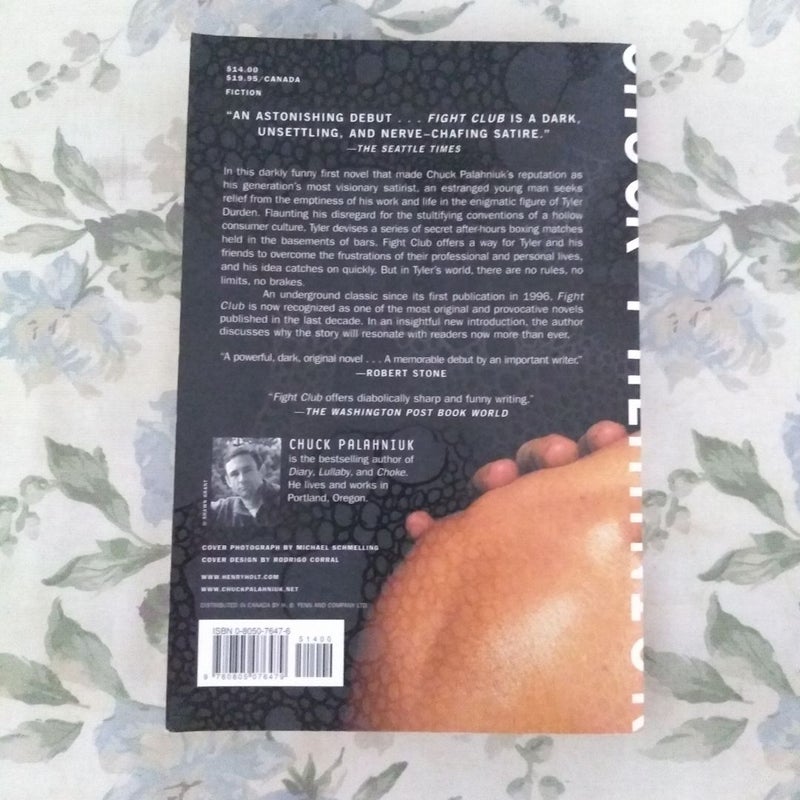 $14.00
$19.95/CANADA
FICTION
“AN ASTONISHING DEBUT . . . FIGHT CLUB IS A DARK,
UNSETTLING, AND NERVE–CHAFING SATIRE.”
—THE SEATTLE TIMES
In this darkly funny first novel that made Chuck Palahniuk's reputation as
his generation's most visionary satirist, an estranged young man seeks
relief from the emptiness of his work and life in the enigmatic figure of Tyler
Durden. Flaunting his disregard for the stultifying conventions of a hollow
consumer culture, Tyler devises a series of secret after-hours boxing matches
held in the basements of bars. Fight Club offers a way for Tyler and his
friends to overcome the frustrations of their professional and personal lives,
and his idea catches on quickly. But in Tyler's world, there are no rules, no
limits, no brakes.
An underground classic since its first publication in 1996, Fight
Club is now recognized as one of the most original and provocative novels
published in the last decade. In an insightful new introduction, the author
discusses why the story will resonate with readers now more than ever.
“A powerful, dark, original novel . . . A memorable debut by an important writer.”
—ROBERT STONE
“Fight Club offers diabolically sharp and funny writing.”
—THE WASHINGTON POST BOOK WORLD
CHUCK PALAHNIUK
is the bestselling author of
Diary, Lullaby, and Choke.
He lives and works in
Portland, Oregon.
© SHAWN GRANT
COVER PHOTOGRAPH BY MICHAEL SCHMELLING
COVER DESIGN BY RODRIGO CORRAL
WWW.HENRYHOLT.COM
WWW.CHUCKPALAHNIUK.NET
DISTRIBUTED IN CANADA BY H. B. FENN AND COMPANY LTD
ISBN 0-8050-7647-6
51400
9 780805 076479